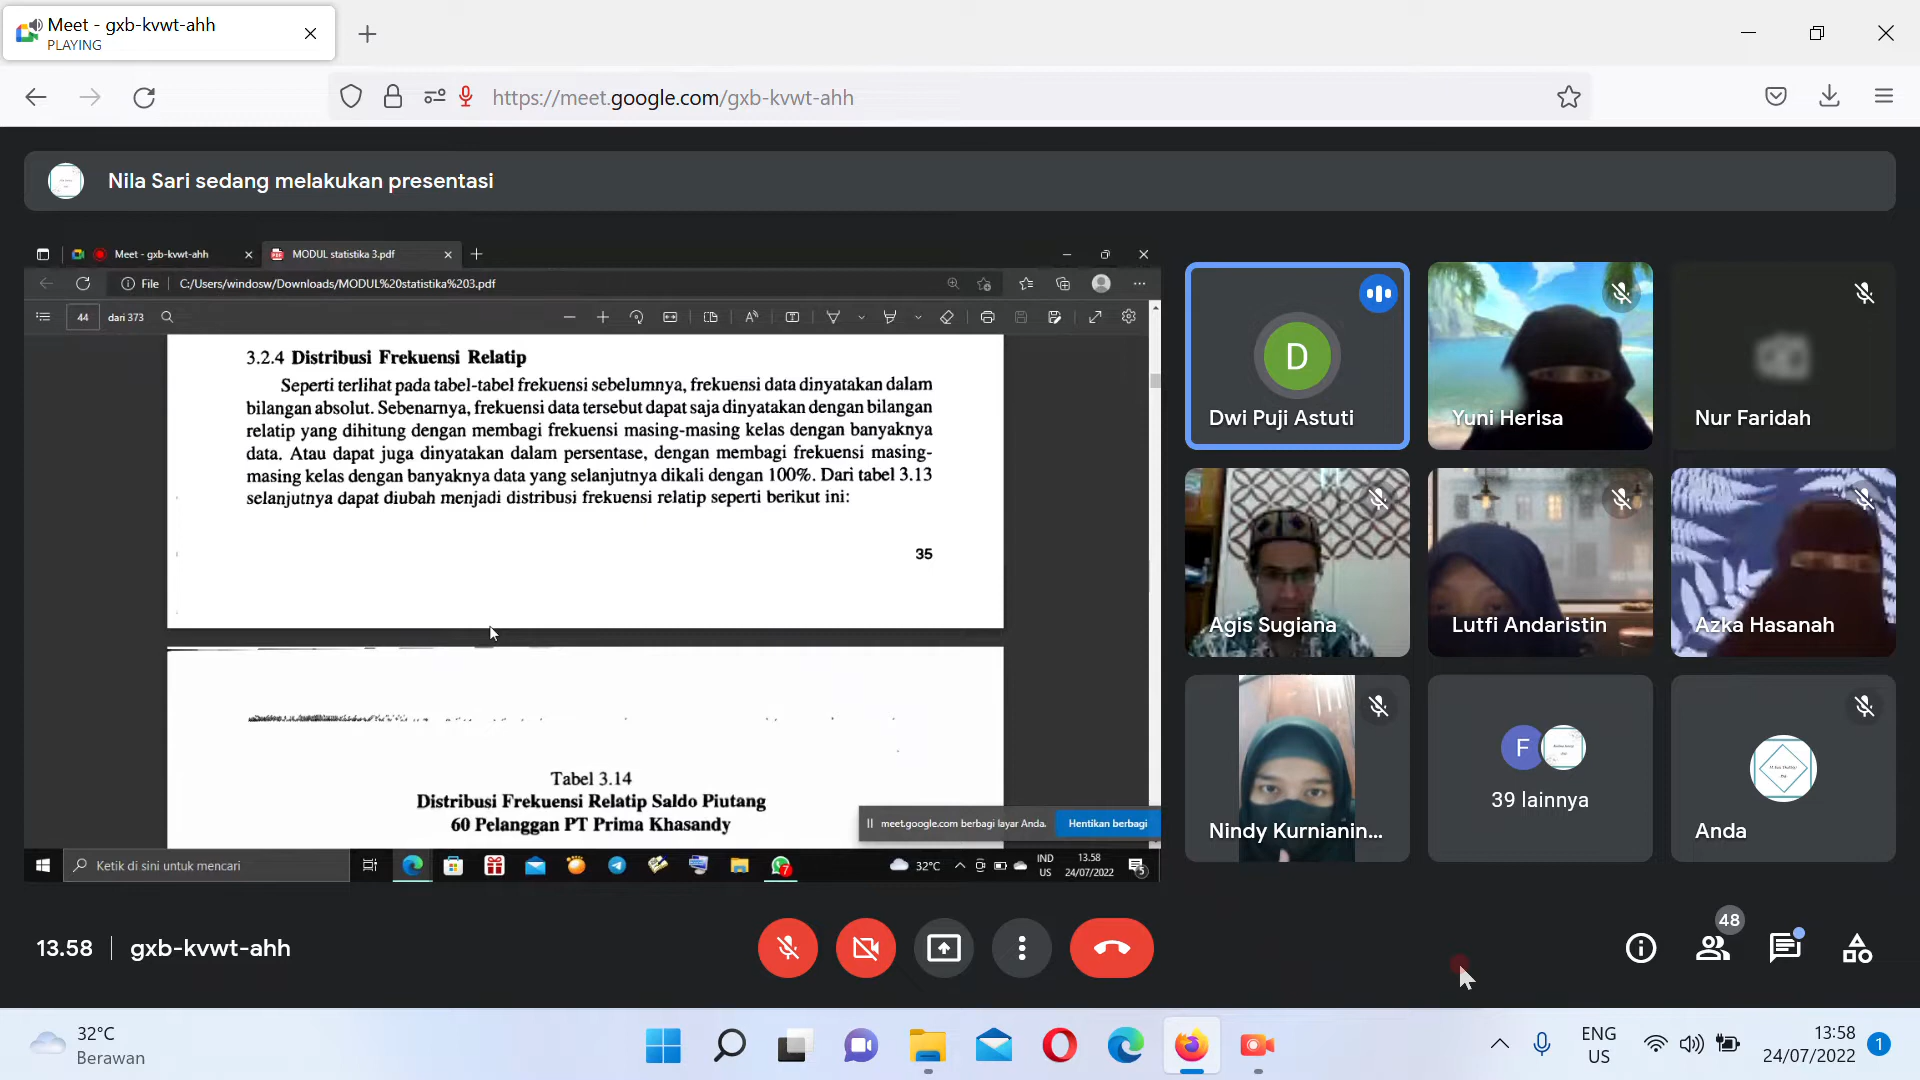 Meet - gxb-kvwt-ahh
PLAYING
https://meet.google.com/gxb-kvwt-ahh
Nila Sari sedang melakukan presentasi
Meet - gxb-kvwt-ahh
MODUL statistika 3.pdf
File
C:/Users/windosw/Downloads/MODUL%20statistika%203.pdf
44
dari 373
3.2.4 Distribusi Frekuensi Relatip
Seperti terlihat pada tabel-tabel frekuensi sebelumnya, frekuensi data dinyatakan dalam
bilangan absolut. Sebenarnya, frekuensi data tersebut dapat saja dinyatakan dengan bilangan
relatip yang dihitung dengan membagi frekuensi masing-masing kelas dengan banyaknya
data. Atau dapat juga dinyatakan dalam persentase, dengan membagi frekuensi masing-
masing kelas dengan banyaknya data yang selanjutnya dikali dengan 100%. Dari tabel 3.13
selanjutnya dapat diubah menjadi distribusi frekuensi relatip seperti berikut ini:
35
Tabel 3.14
Distribusi Frekuensi Relatip Saldo Piutang
60 Pelanggan PT Prima Khasandy
meet.google.com berbagi layar Anda.
Hentikan berbagi
Ketik di sini untuk mencari
7
32°C
IND
US
13.58
24/07/2022
5
D
Dwi Puji Astuti
Yuni Herisa
Nur Faridah
Agis Sugiana
Lutfi Andaristin
Azka Hasanah
Nindy Kurnianin...
F
39 lainnya
Anda
13.58
gxb-kvwt-ahh
48
32°C
Berawan
ENG
US
13:58
24/07/2022
1